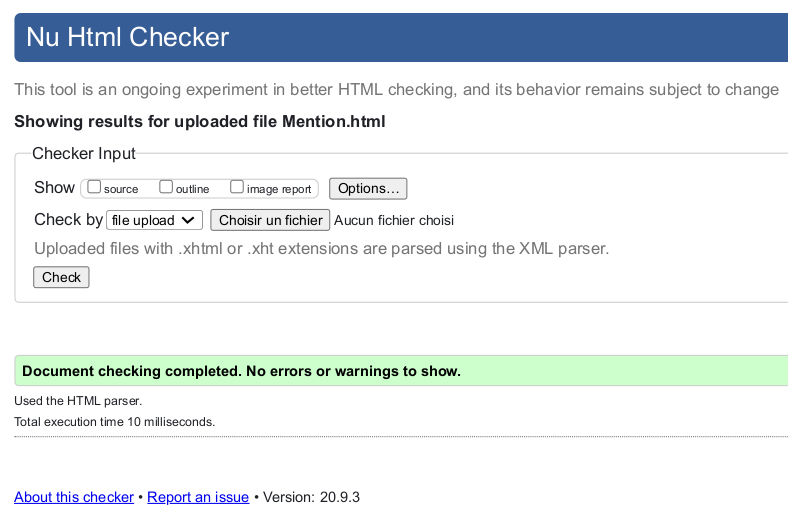 Nu Html Checker
This tool is an ongoing experiment in better HTML checking, and its behavior remains subject to change
Showing results for uploaded file Mention.html
Checker Input
Show source outline image report Options...
Check by file upload Choisir un fichier Aucun fichier choisi
Uploaded files with .xhtml or .xht extensions are parsed using the XML parser.
Check
Document checking completed. No errors or warnings to show.
Used the HTML parser.
Total execution time 10 milliseconds.
About this checker • Report an issue • Version: 20.9.3